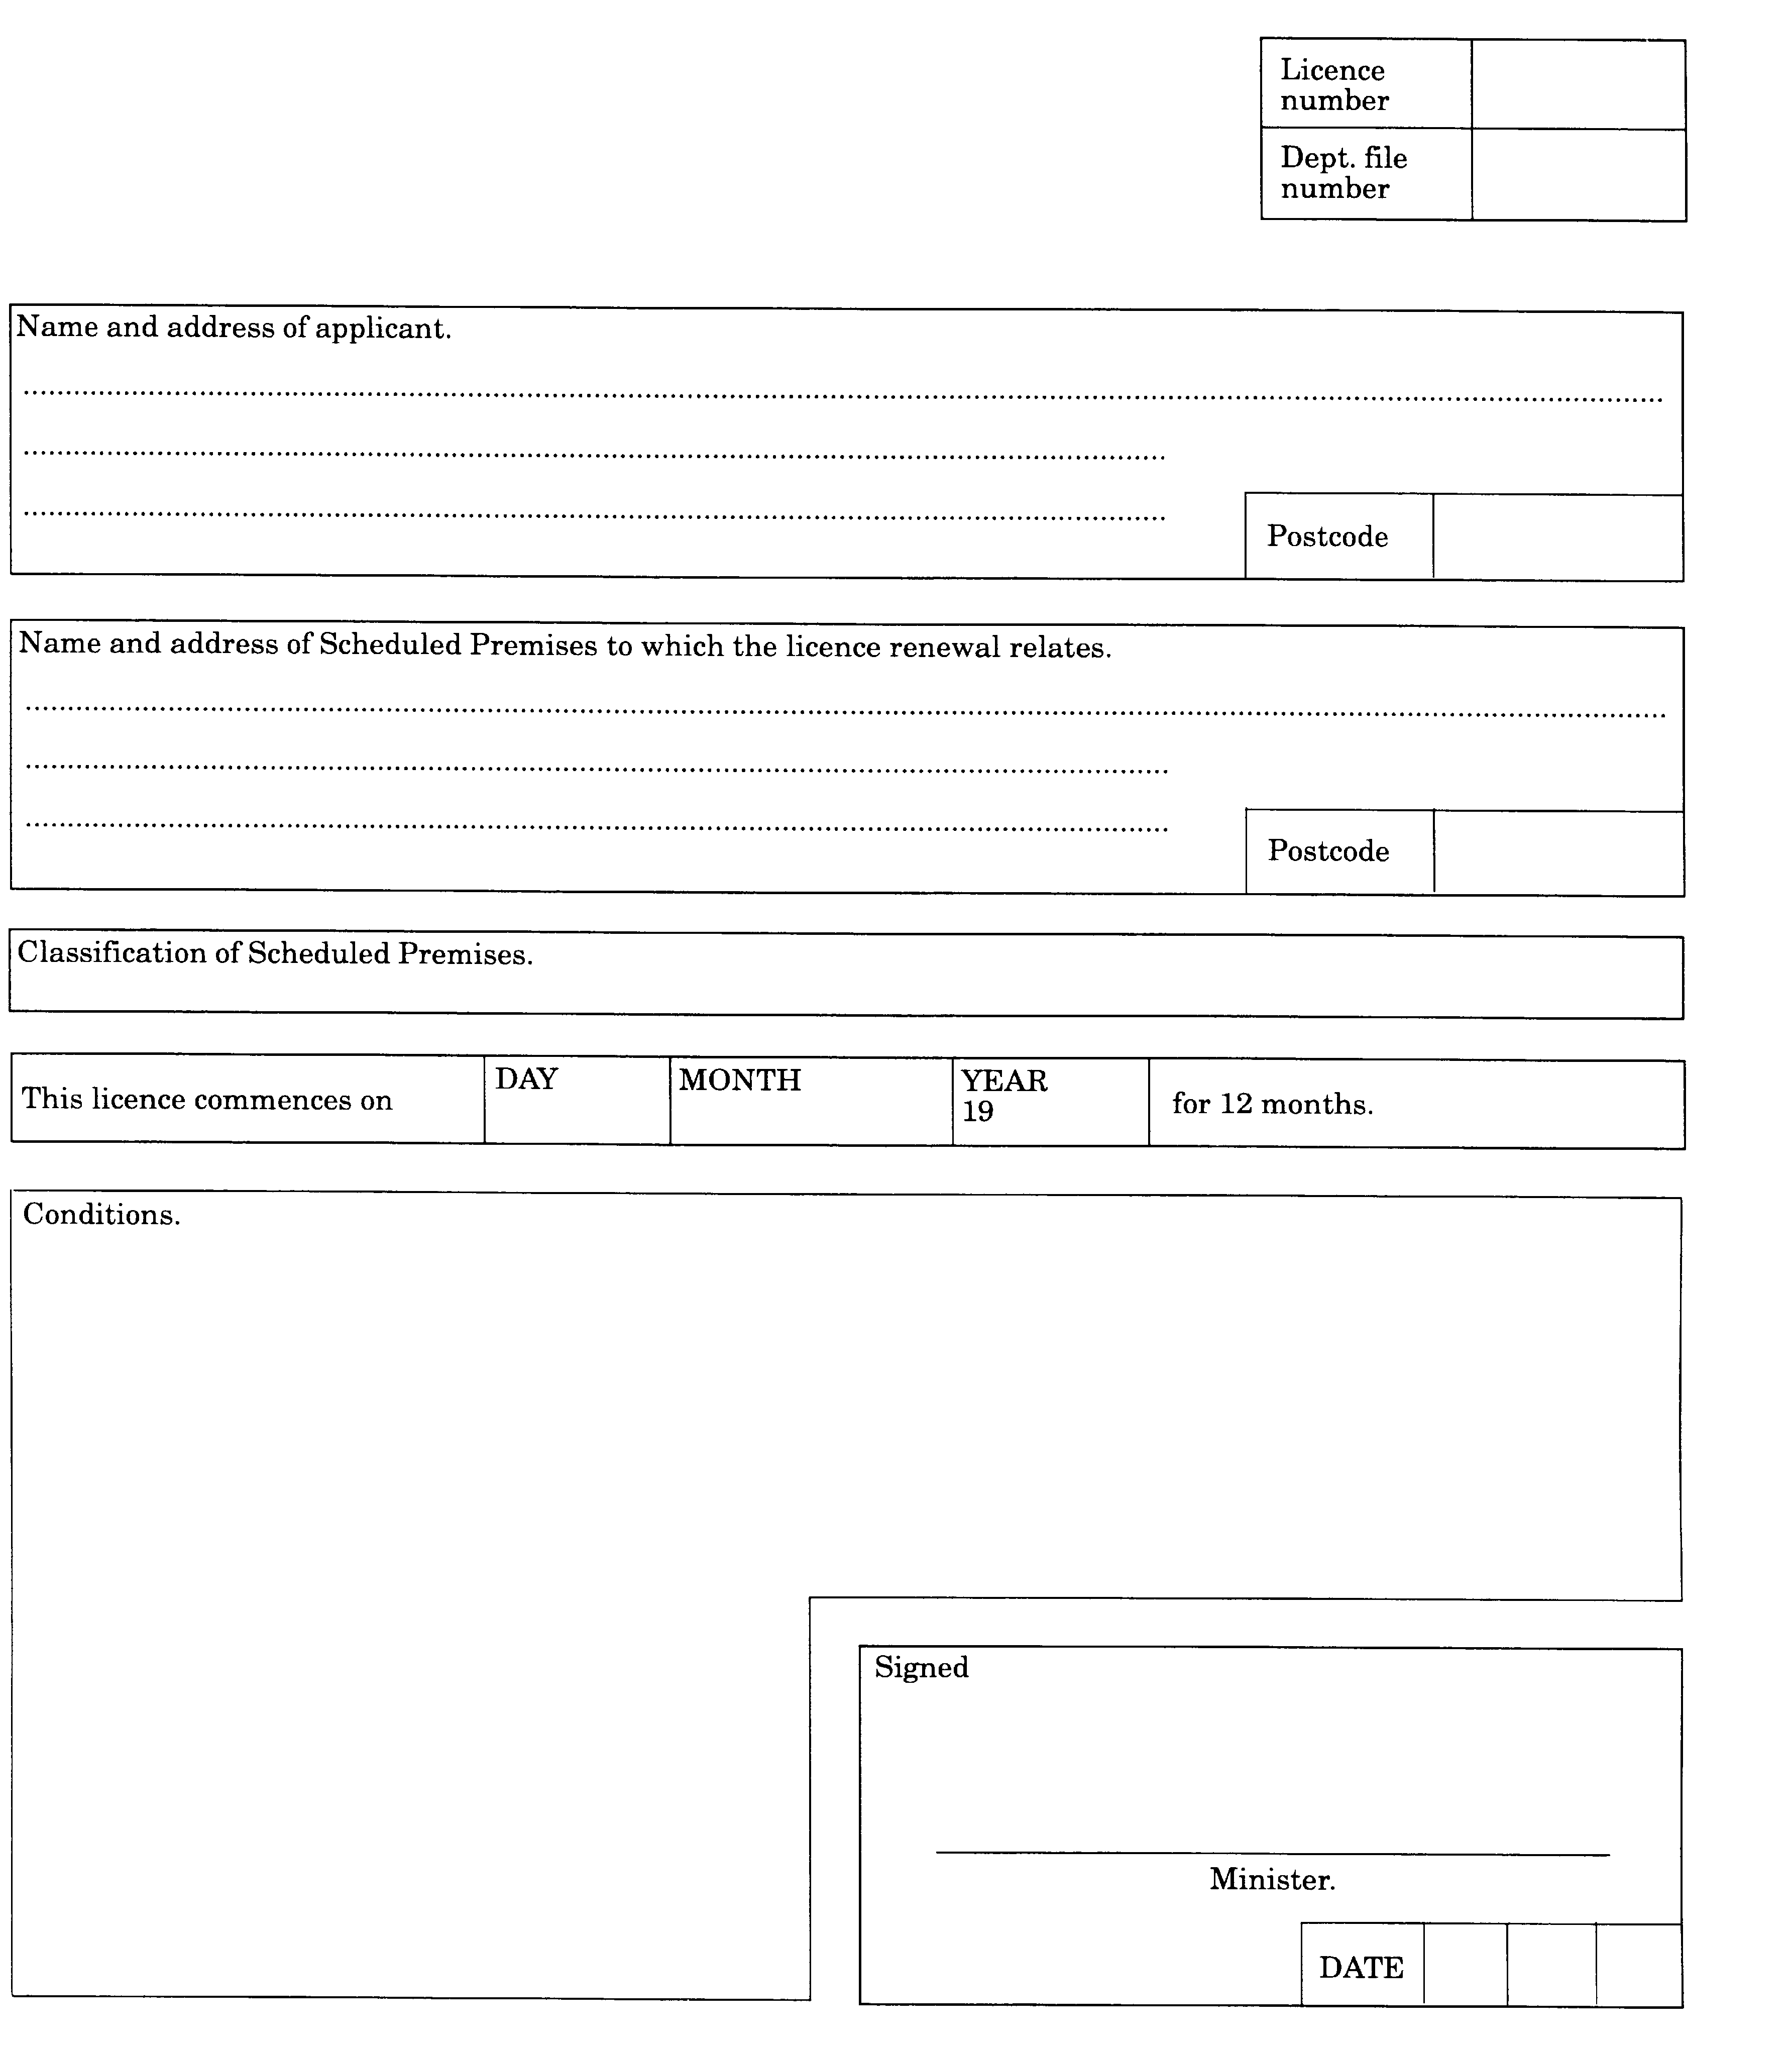 Licence
number
Dept. file
number
Name and address of applicant.
Postcode
Name and address of Scheduled Premises to which the licence renewal relates.
Postcode
Classification of Scheduled Premises.
This licence commences on
DAY
MONTH
YEAR
19
for 12 months.
Conditions.
Signed
Minister.
DATE